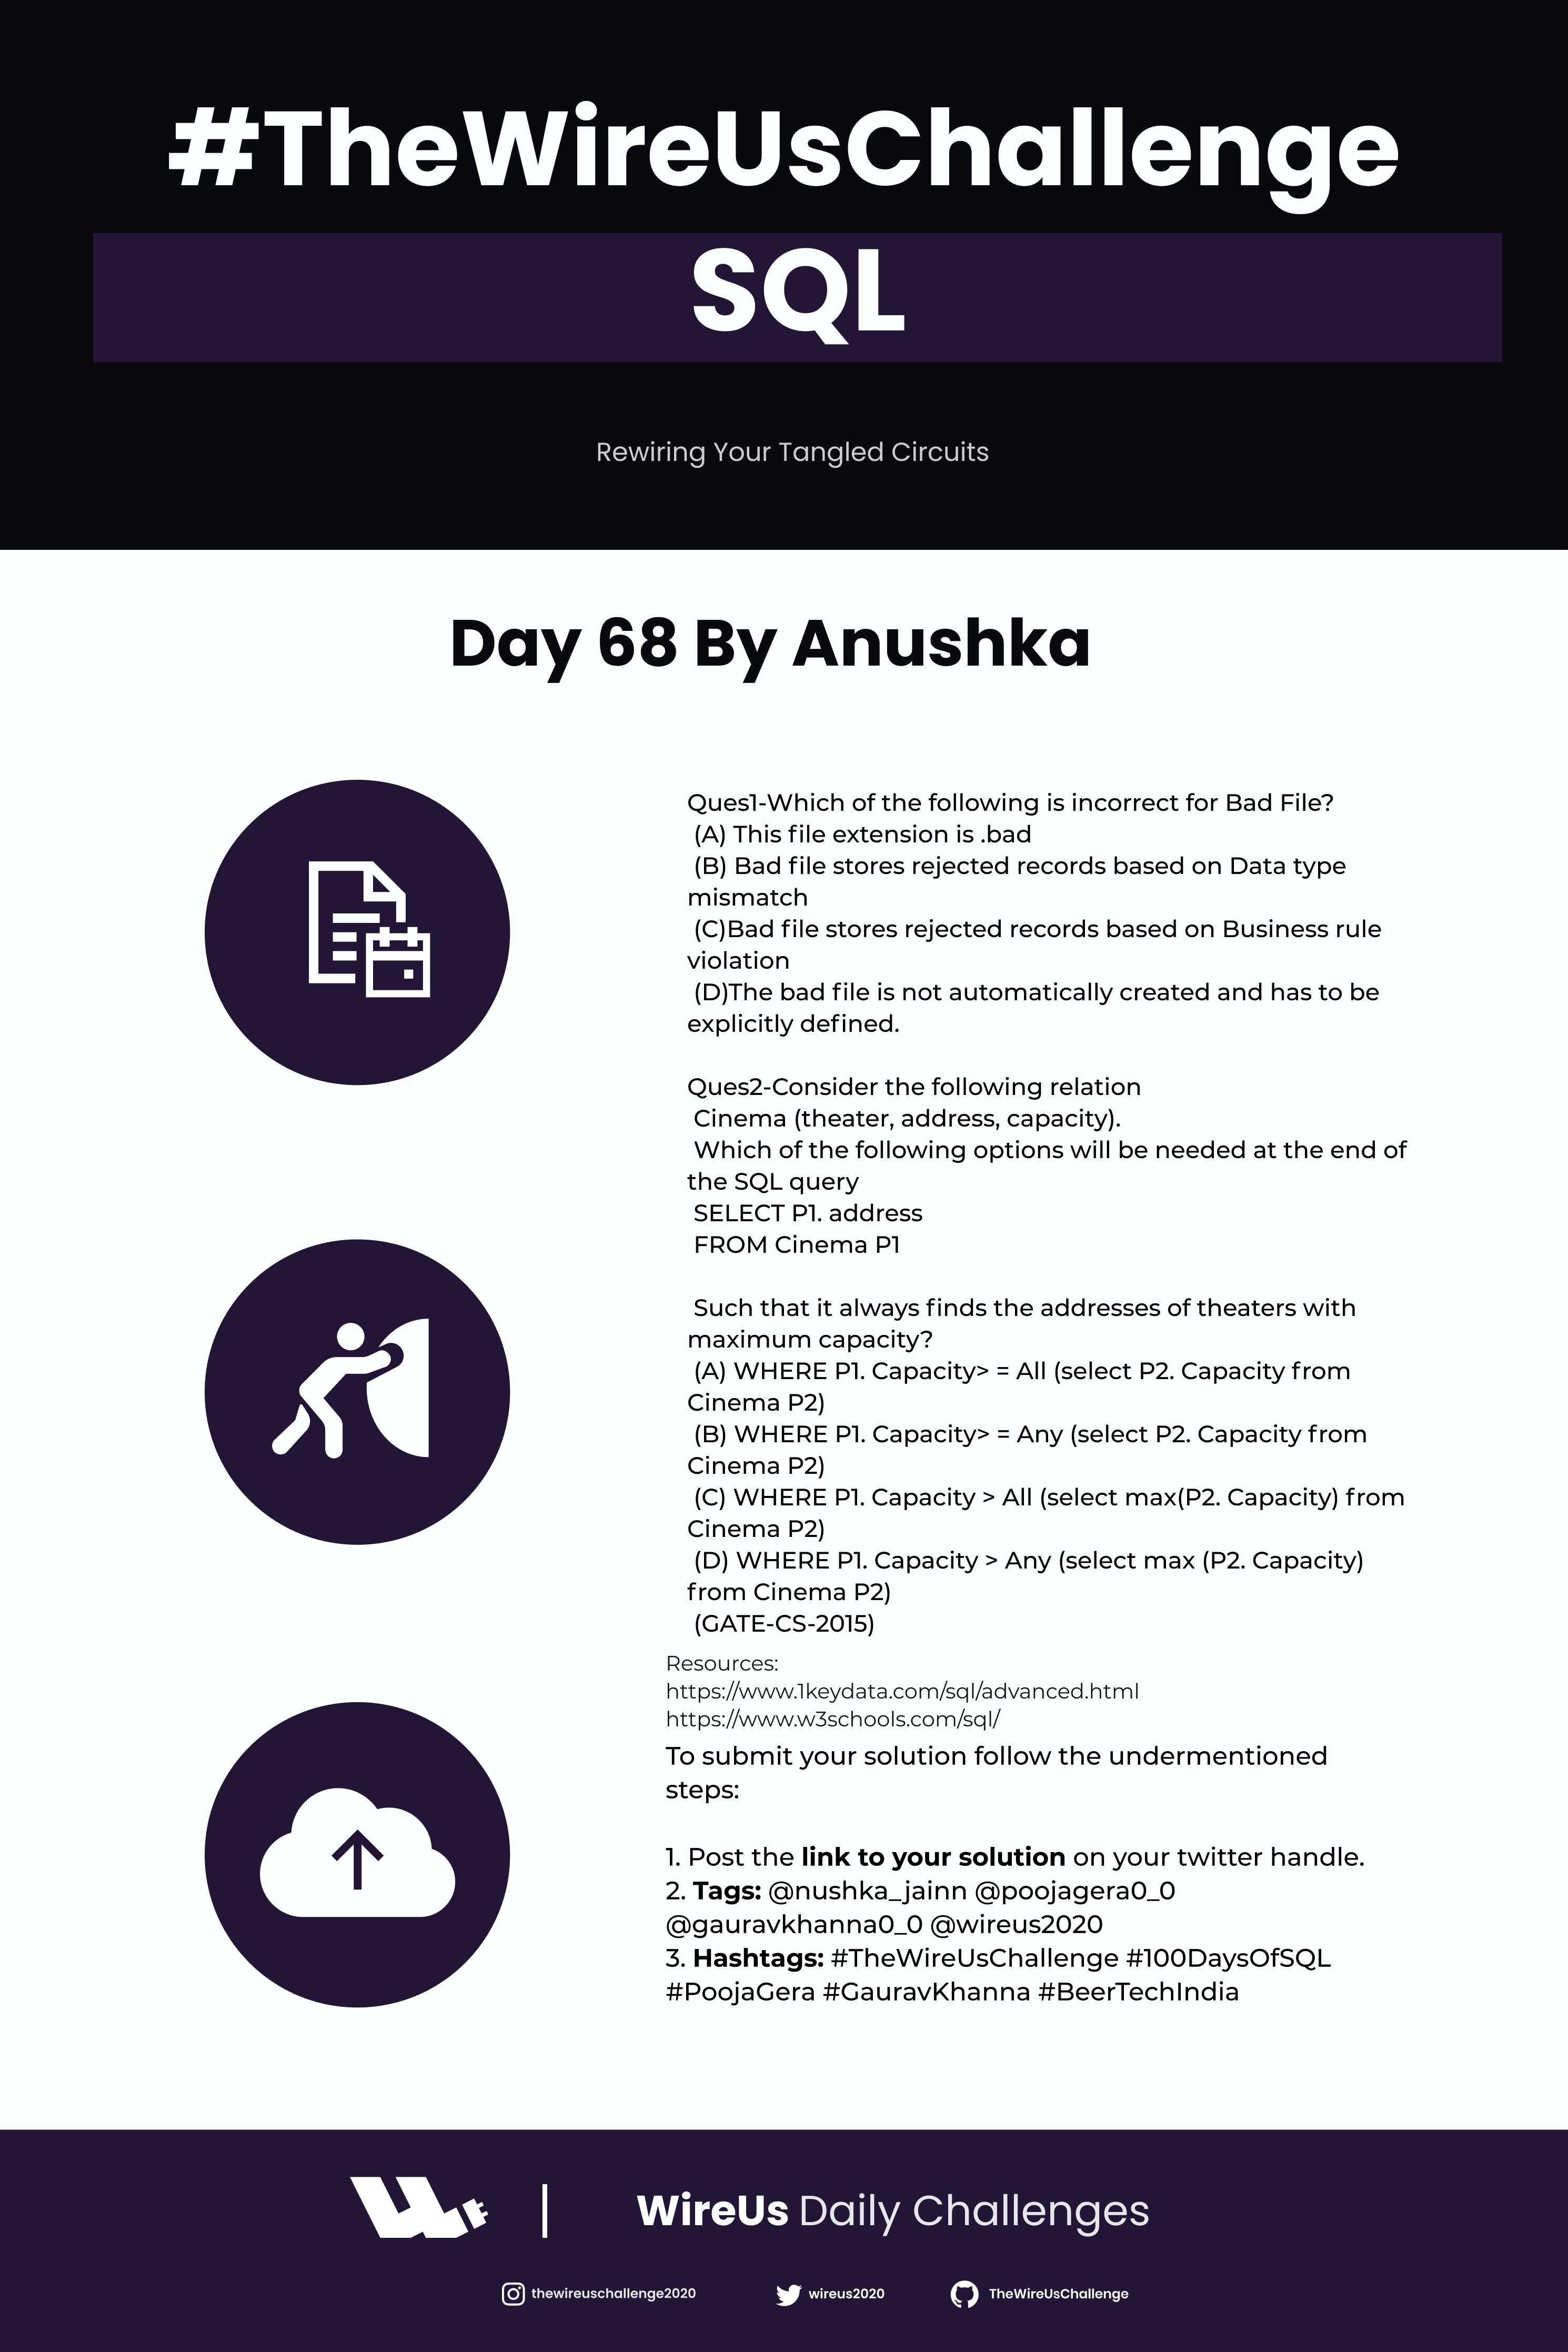 #TheWireUsChallenge
SQL
Rewiring Your Tangled Circuits
Day 68 By Anushka
Ques1-Which of the following is incorrect for Bad File?
(A) This file extension is .bad
(B) Bad file stores rejected records based on Data type
mismatch
(C)Bad file stores rejected records based on Business rule
violation
(D)The bad file is not automatically created and has to be
explicitly defined.
Ques2-Consider the following relation
Cinema (theater, address, capacity).
Which of the following options will be needed at the end of
the SQL query
SELECT P1. address
FROM Cinema P1
Such that it always finds the addresses of theaters with
maximum capacity?
(A) WHERE P1. Capacity> = All (select P2. Capacity from
Cinema P2)
(B) WHERE P1. Capacity> = Any (select P2. Capacity from
Cinema P2)
(C) WHERE P1. Capacity > All (select max(P2. Capacity) from
Cinema P2)
(D) WHERE P1. Capacity > Any (select max (P2. Capacity)
from Cinema P2)
(GATE-CS-2015)
Resources:
https://www.1keydata.com/sql/advanced.html
https://www.w3schools.com/sql/
To submit your solution follow the undermentioned
steps:
1. Post the link to your solution on your twitter handle.
2. Tags: @nushka_jainn @poojagera0_0
@gauravkhanna0_0 @wireus2020
3. Hashtags: #TheWireUsChallenge #100DaysOfSQL
#PoojaGera #GauravKhanna #BeerTechIndia
WireUs Daily Challenges
thewireuschallenge2020 wireus2020 TheWireUsChallenge